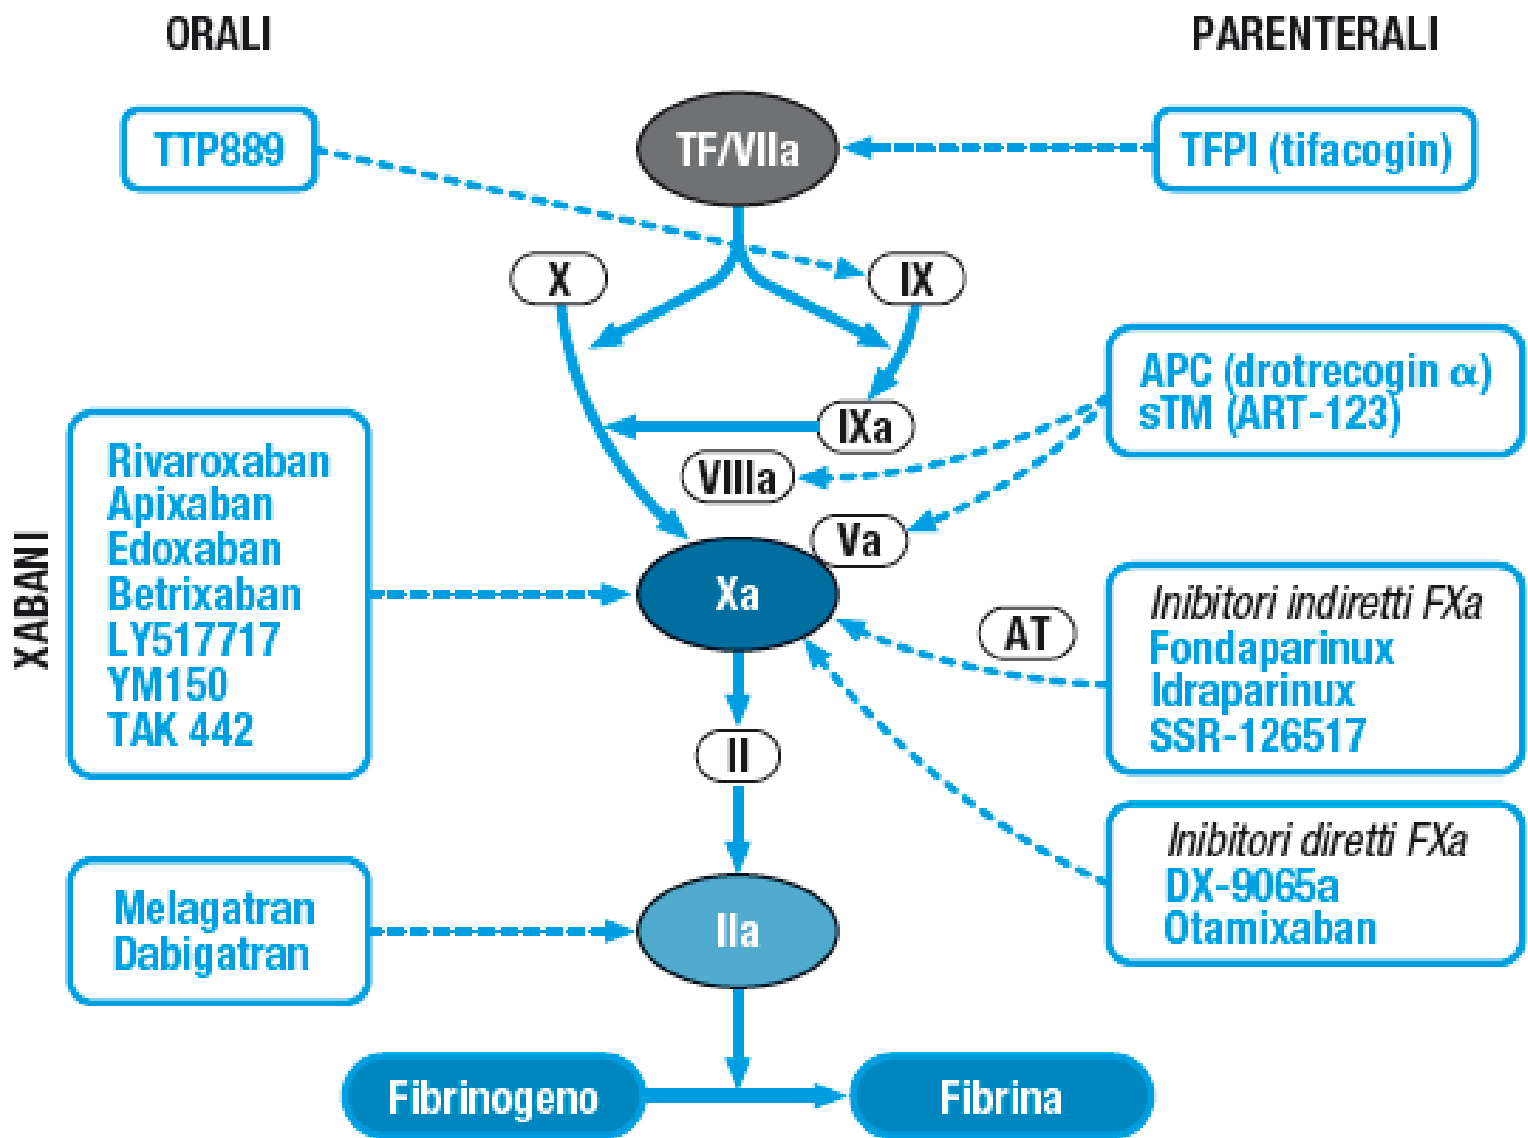 ORALI
PARENTERALI
TTP889
TF/VIIa
TFPI (tifacogin)
X
IX
APC (drotrecogin α)
sTM (ART-123)
IXa
VIIIa
Va
XABANI
Rivaroxaban
Apixaban
Edoxaban
Betrixaban
LY517717
YM150
TAK 442
Xa
AT
Inibitori indiretti FXa
Fondaparinux
Idraparinux
SSR-126517
II
Inibitori diretti FXa
DX-9065a
Otamixaban
Melagatran
Dabigatran
IIa
Fibrinogeno
Fibrina